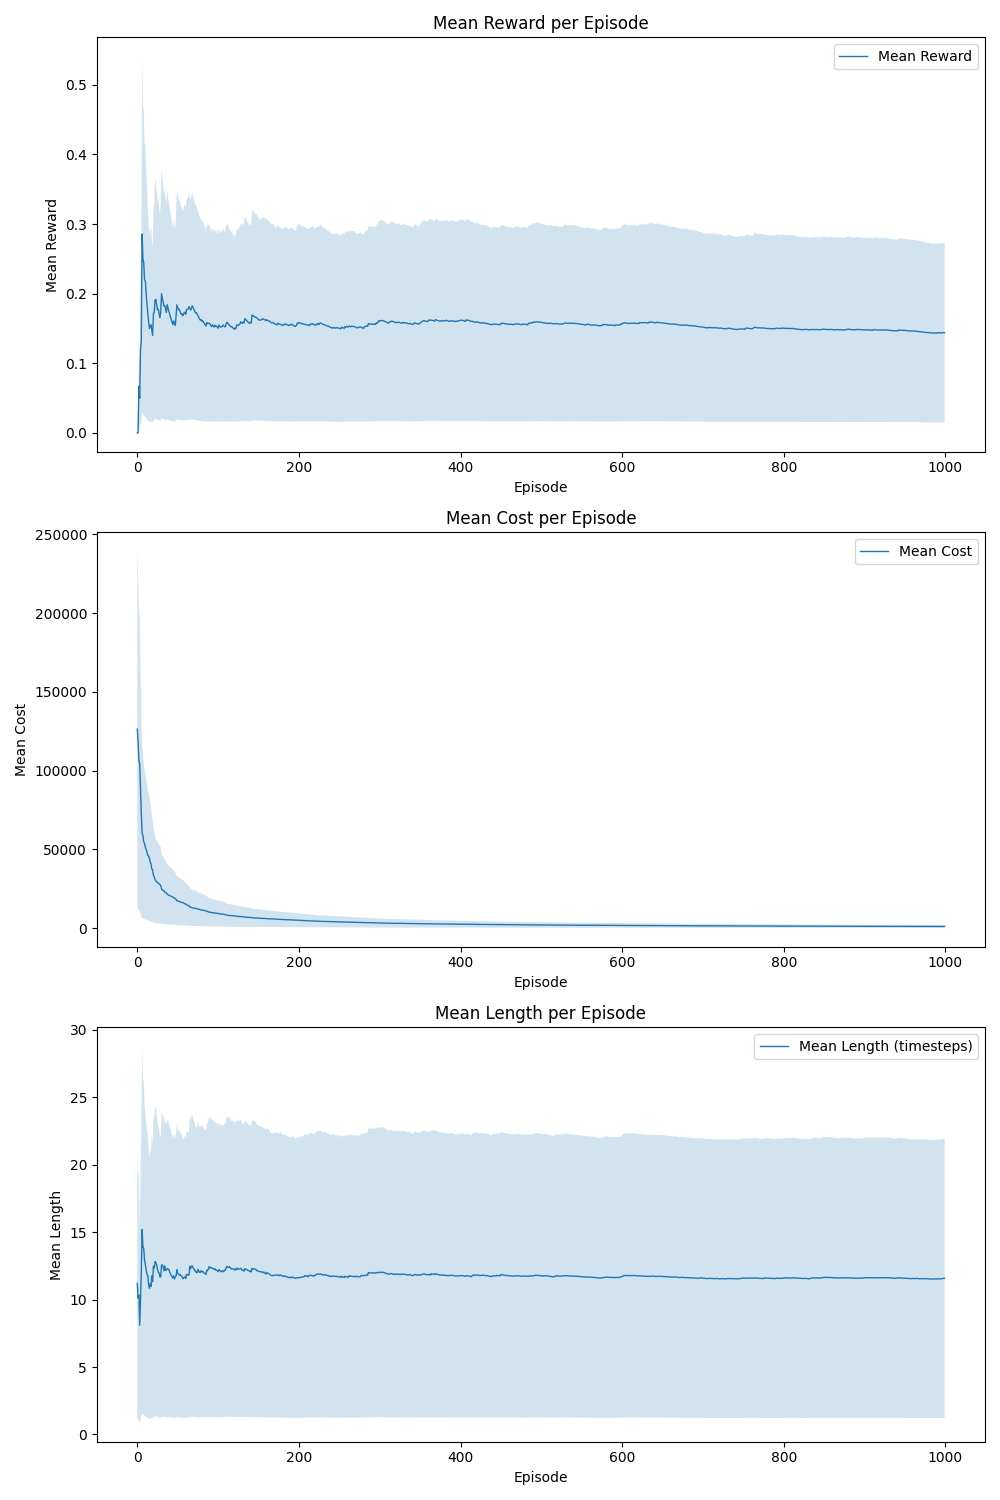 Mean Reward per Episode
Mean Reward
0.5
0.4
0.3
0.2
0.1
0.0
Mean Reward
0 200 400 600 800 1000
Episode
Mean Cost per Episode
Mean Cost
250000
200000
150000
100000
50000
0
Mean Cost
0 200 400 600 800 1000
Episode
Mean Length per Episode
Mean Length (timesteps)
30
25
20
15
10
5
0
Mean Length
0 200 400 600 800 1000
Episode